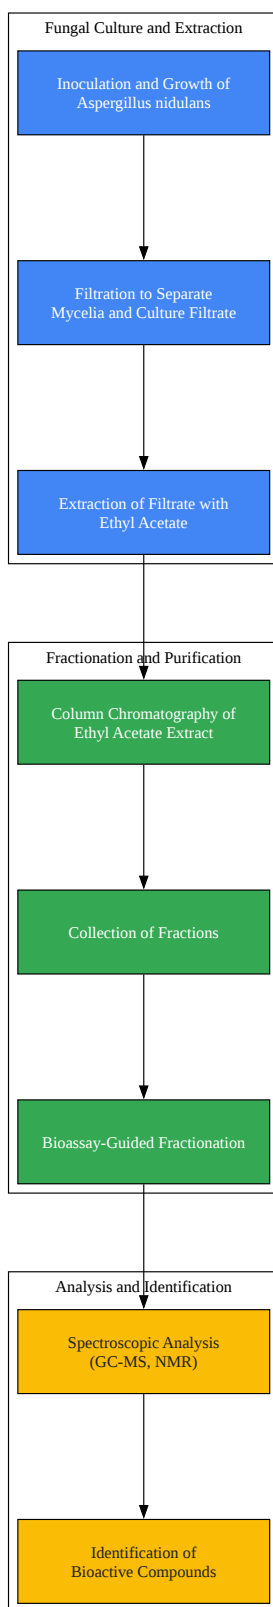 Fungal Culture and Extraction
Inoculation and Growth of
Aspergillus nidulans
Filtration to Separate
Mycelia and Culture Filtrate
Extraction of Filtrate with
Ethyl Acetate
Fractionation and Purification
Column Chromatography of
Ethyl Acetate Extract
Collection of Fractions
Bioassay-Guided Fractionation
Analysis and Identification
Spectroscopic Analysis
(GC-MS, NMR)
Identification of
Bioactive Compounds